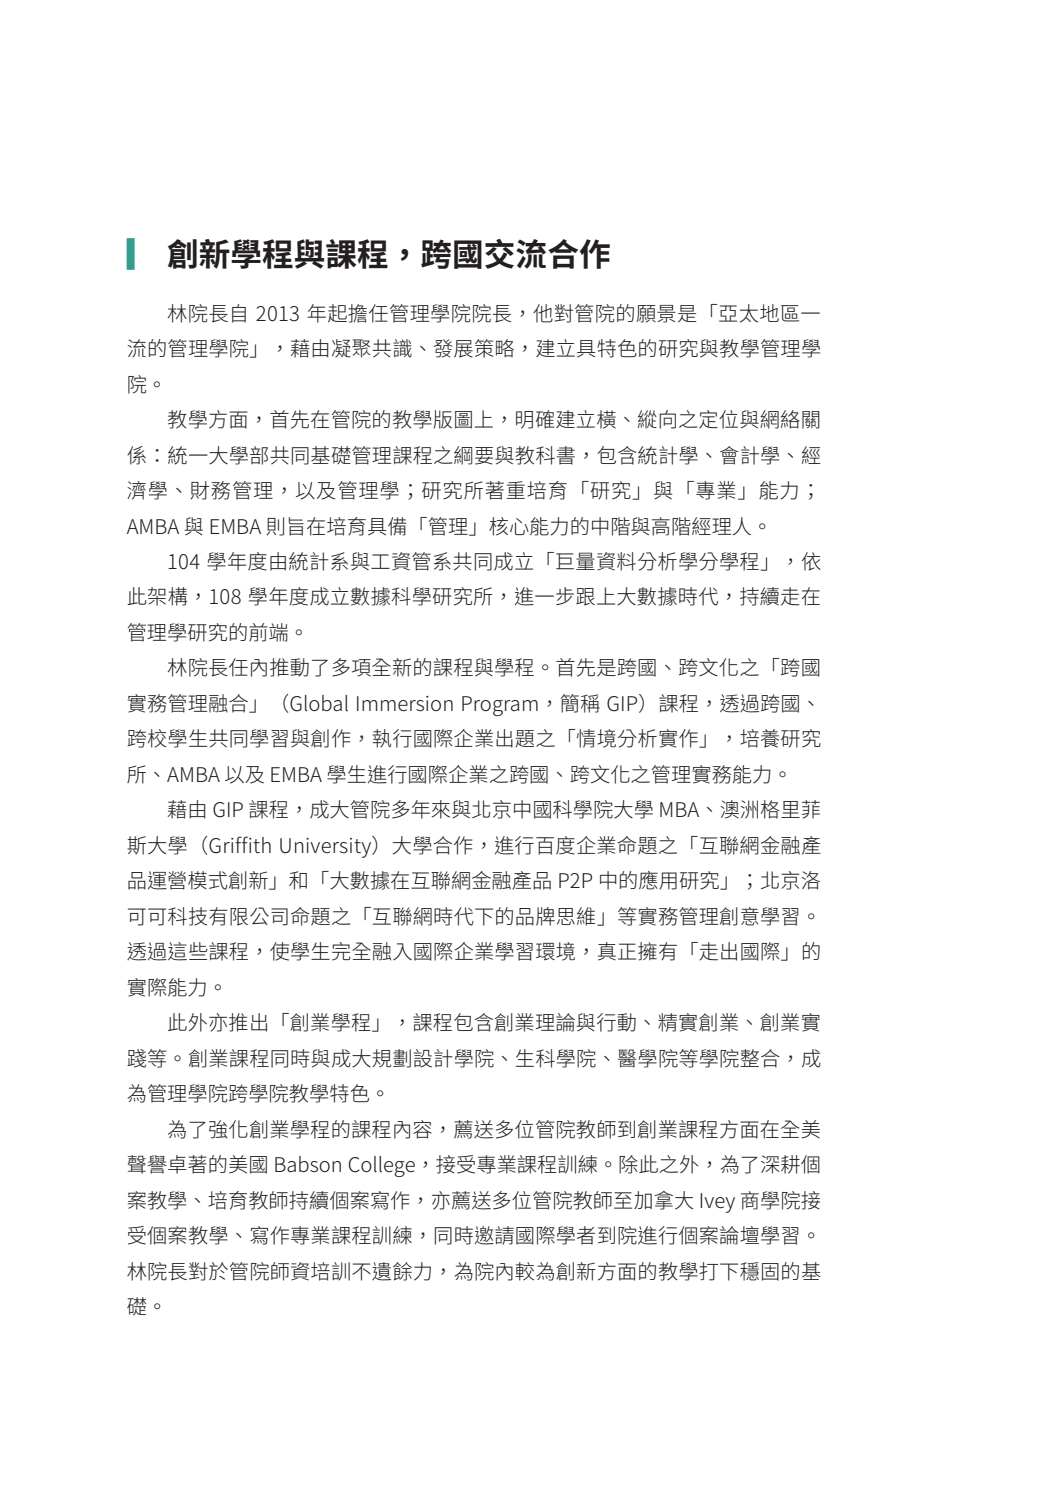 創新學程與課程，跨國交流合作
林院長自 2013 年起擔任管理學院院長，他對管院的願景是「亞太地區一
流的管理學院」，藉由凝聚共識、發展策略，建立具特色的研究與教學管理學
院。
教學方面，首先在管院的教學版圖上，明確建立橫、縱向之定位與網絡關
係：統一大學部共同基礎管理課程之綱要與教科書，包含統計學、會計學、經
濟學、財務管理，以及管理學；研究所著重培育「研究」與「專業」能力；
AMBA 與 EMBA 則旨在培育具備「管理」核心能力的中階與高階經理人。
104 學年度由統計系與工資管系共同成立「巨量資料分析學分學程」，依
此架構，108 學年度成立數據科學研究所，進一步跟上大數據時代，持續走在
管理學研究的前端。
林院長任內推動了多項全新的課程與學程。首先是跨國、跨文化之「跨國
實務管理融合」（Global Immersion Program，簡稱 GIP）課程，透過跨國、
跨校學生共同學習與創作，執行國際企業出題之「情境分析實作」，培養研究
所、AMBA 以及 EMBA 學生進行國際企業之跨國、跨文化之管理實務能力。
藉由 GIP 課程，成大管院多年來與北京中國科學院大學 MBA、澳洲格里菲
斯大學（Griffith University）大學合作，進行百度企業命題之「互聯網金融產
品運營模式創新」和「大數據在互聯網金融產品 P2P 中的應用研究」；北京洛
可可科技有限公司命題之「互聯網時代下的品牌思維」等實務管理創意學習。
透過這些課程，使學生完全融入國際企業學習環境，真正擁有「走出國際」的
實際能力。
此外亦推出「創業學程」，課程包含創業理論與行動、精實創業、創業實
踐等。創業課程同時與成大規劃設計學院、生科學院、醫學院等學院整合，成
為管理學院跨學院教學特色。
為了強化創業學程的課程內容，薦送多位管院教師到創業課程方面在全美
聲譽卓著的美國 Babson College，接受專業課程訓練。除此之外，為了深耕個
案教學、培育教師持續個案寫作，亦薦送多位管院教師至加拿大 Ivey 商學院接
受個案教學、寫作專業課程訓練，同時邀請國際學者到院進行個案論壇學習。
林院長對於管院師資培訓不遺餘力，為院內較為創新方面的教學打下穩固的基
礎。